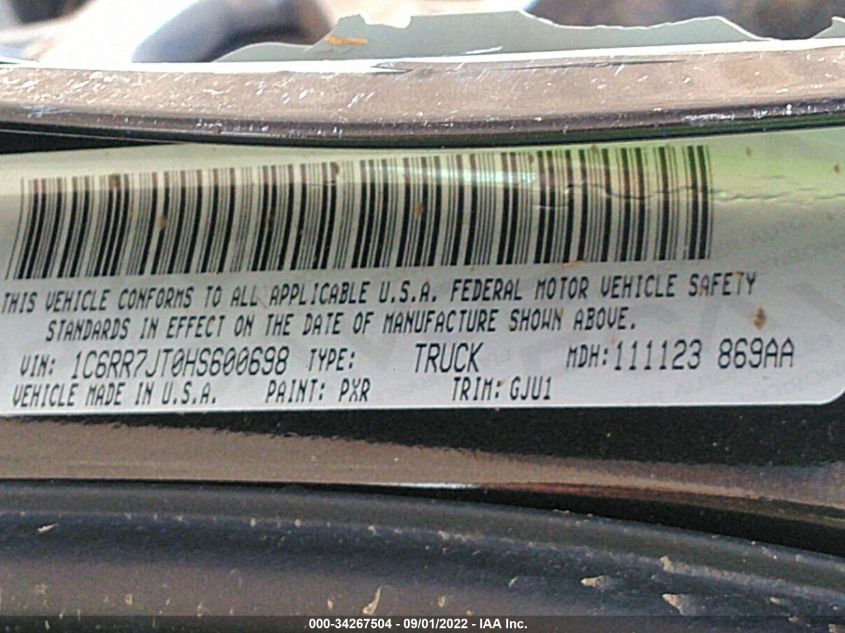 THIS VEHICLE CONFORMS TO ALL APPLICABLE U.S.A. FEDERAL MOTOR VEHICLE SAFETY
STANDARDS IN EFFECT ON THE DATE OF MANUFACTURE SHOWN ABOVE.
VIN: 1C6RR7JT0HS600698 TYPE: TRUCK MDH: 111123 869AA
VEHICLE MADE IN U.S.A. PAINT: PXR TRIM: GJU1
000-34267504 - 09/01/2022 - IAA Inc.